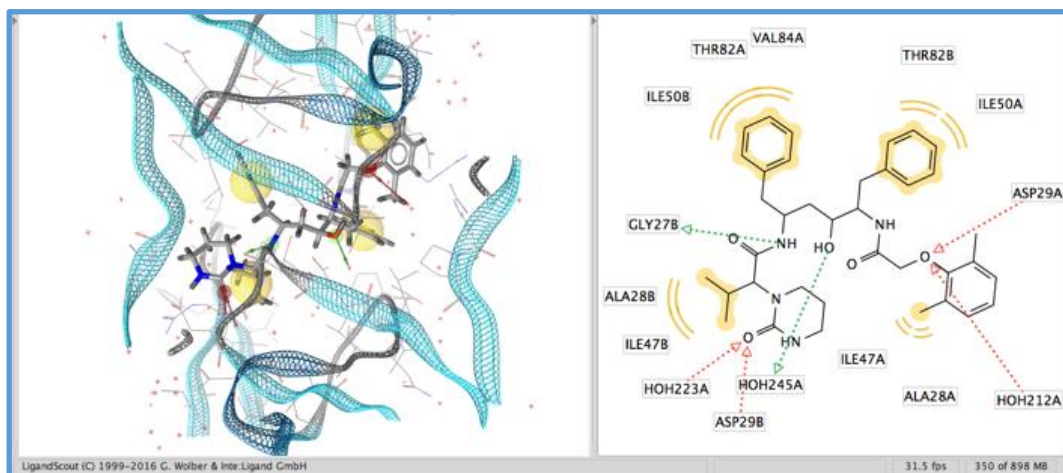 VAL84A
THR82A
THR82B
ILE50B
ILE50A
ASP29A
GLY27B
O
NH
OH
O
NH
O
O
ALA28B
N
ILE47B
O
HN
ILE47A
HOH223A
HOH245A
ALA28A
HOH212A
ASP29B
LigandScout (C) 1999-2016 G. Wolber & Inte:Ligand GmbH
31.5 fps
350 of 898 MB